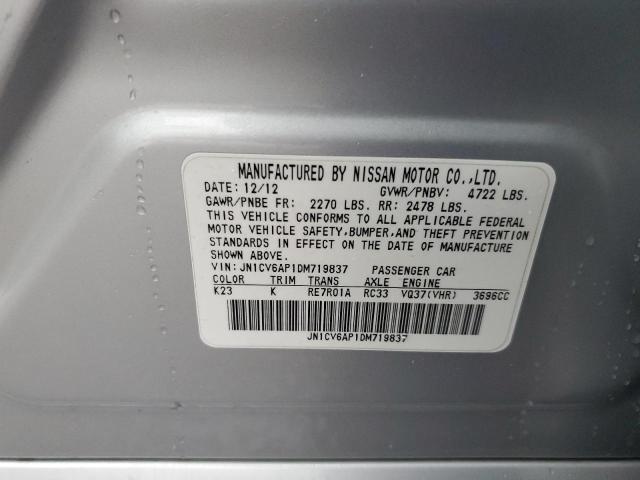 MANUFACTURED BY NISSAN MOTOR CO.,LTD.
DATE: 12/12 GVWR/PNBV: 4722 LBS.
GAWR/PNBE FR: 2270 LBS. RR: 2478 LBS.
THIS VEHICLE CONFORMS TO ALL APPLICABLE FEDERAL
MOTOR VEHICLE SAFETY,BUMPER,AND THEFT PREVENTION
STANDARDS IN EFFECT ON THE DATE OF MANUFACTURE
SHOWN ABOVE.
VIN: JN1CV6AP1DM719837 PASSENGER CAR
COLOR TRIM TRANS AXLE ENGINE
K23 K RE7R01A RC33 VQ37(VHR) 3696CC
JN1CV6AP1DM719837